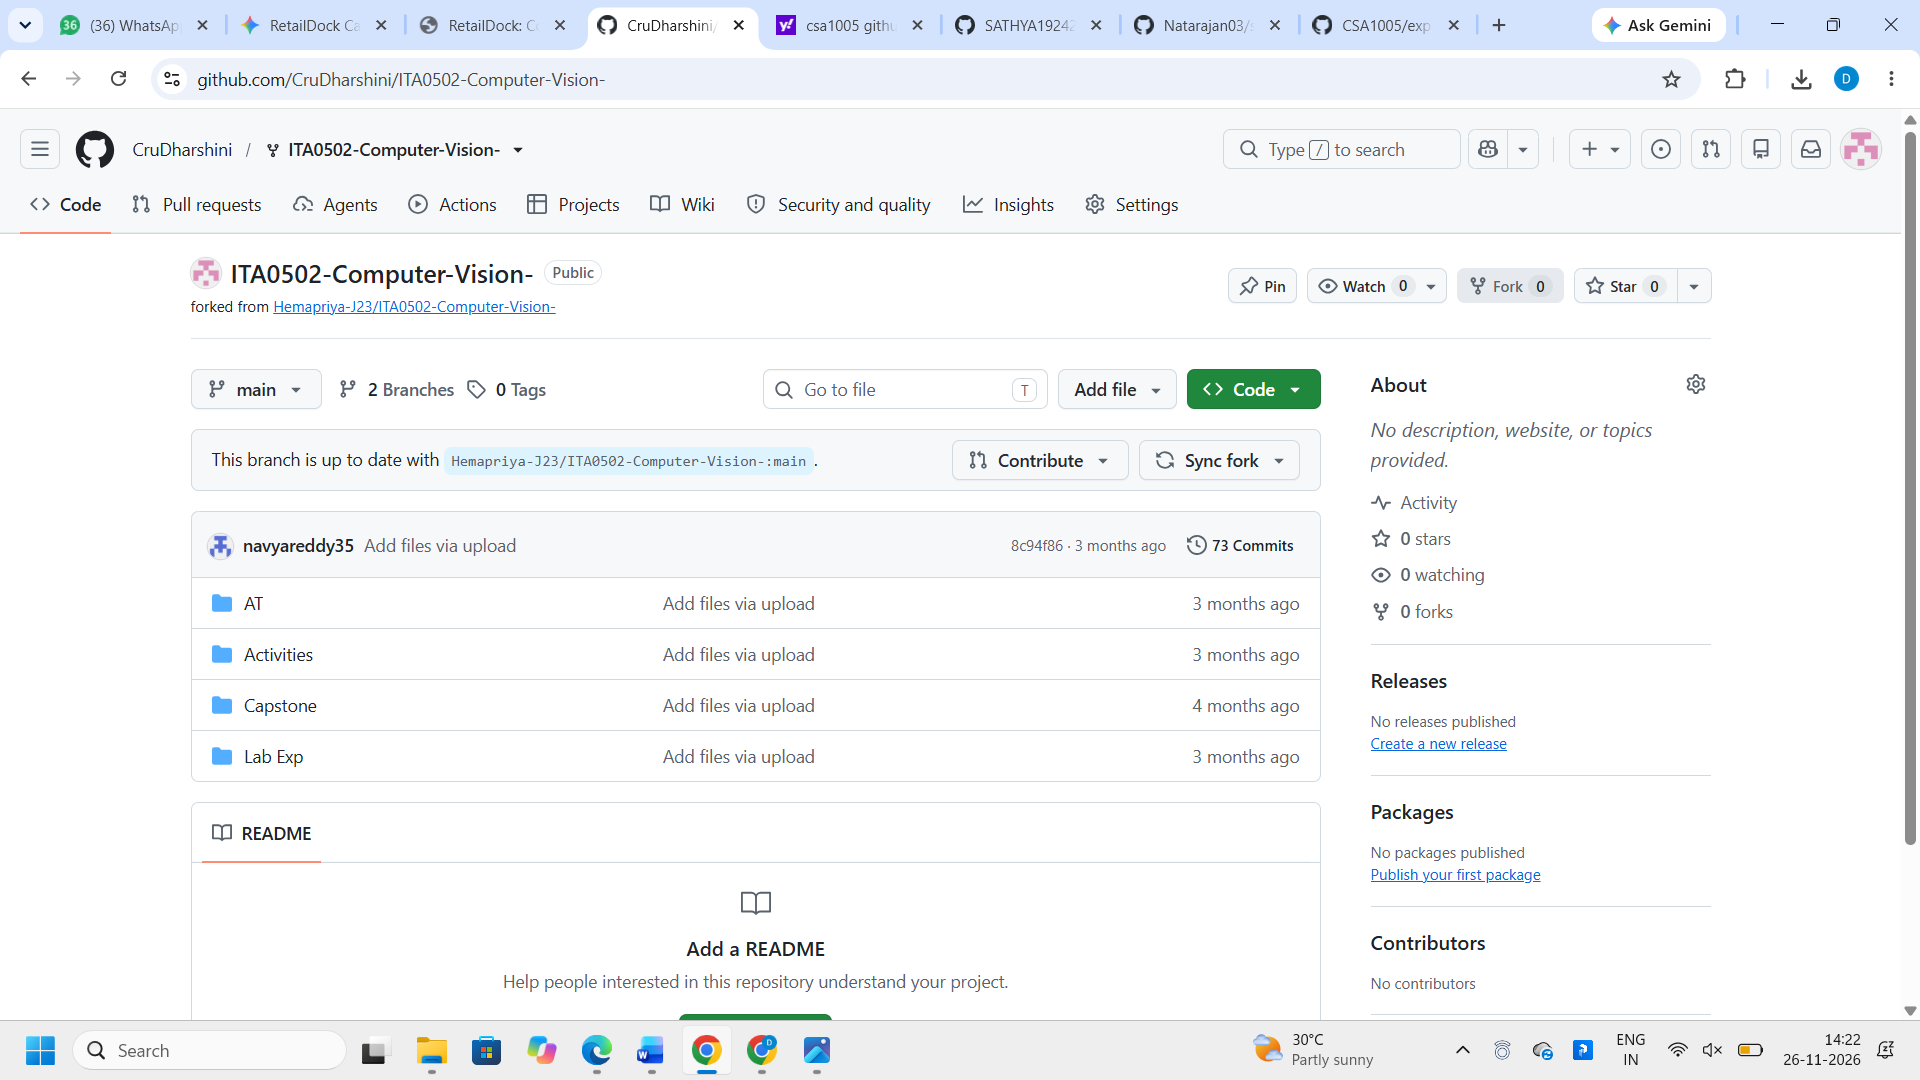 36
(36) WhatsAp
RetailDock Ca
RetailDock: C
CruDharshini/
csa1005 githu
SATHYA19242
Natarajan03/s
CSA1005/exp
Ask Gemini
github.com/CruDharshini/ITA0502-Computer-Vision-
D
CruDharshini / ITA0502-Computer-Vision-
Type / to search
Code
Pull requests
Agents
Actions
Projects
Wiki
Security and quality
Insights
Settings
ITA0502-Computer-Vision- Public
forked from Hemapriya-J23/ITA0502-Computer-Vision-
Pin
Watch 0
Fork 0
Star 0
main
2 Branches
0 Tags
Go to file T
Add file
Code
This branch is up to date with Hemapriya-J23/ITA0502-Computer-Vision-:main .
Contribute
Sync fork
navyareddy35 Add files via upload 8c94f86 · 3 months ago 73 Commits
AT Add files via upload 3 months ago
Activities Add files via upload 3 months ago
Capstone Add files via upload 4 months ago
Lab Exp Add files via upload 3 months ago
README
Add a README
Help people interested in this repository understand your project.
About
No description, website, or topics
provided.
Activity
0 stars
0 watching
0 forks
Releases
No releases published
Create a new release
Packages
No packages published
Publish your first package
Contributors
No contributors
Search
30°C
Partly sunny
ENG
IN
14:22
26-11-2026